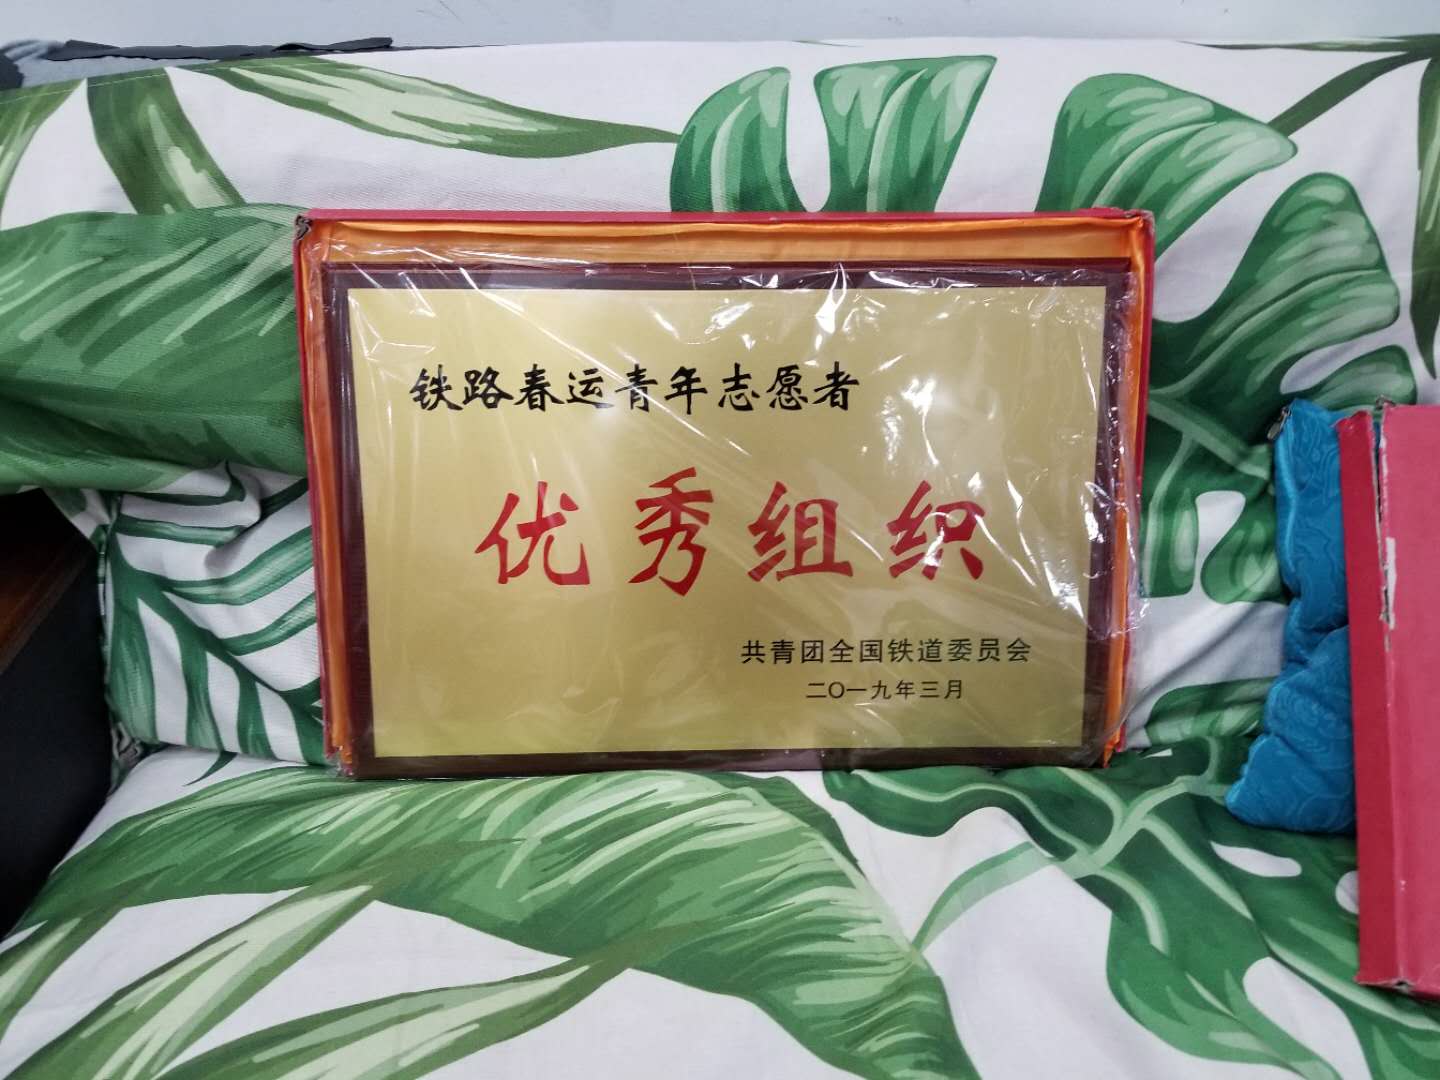 铁路春运青年志愿者
优秀组织
共青团全国铁道委员会
二〇一九年三月